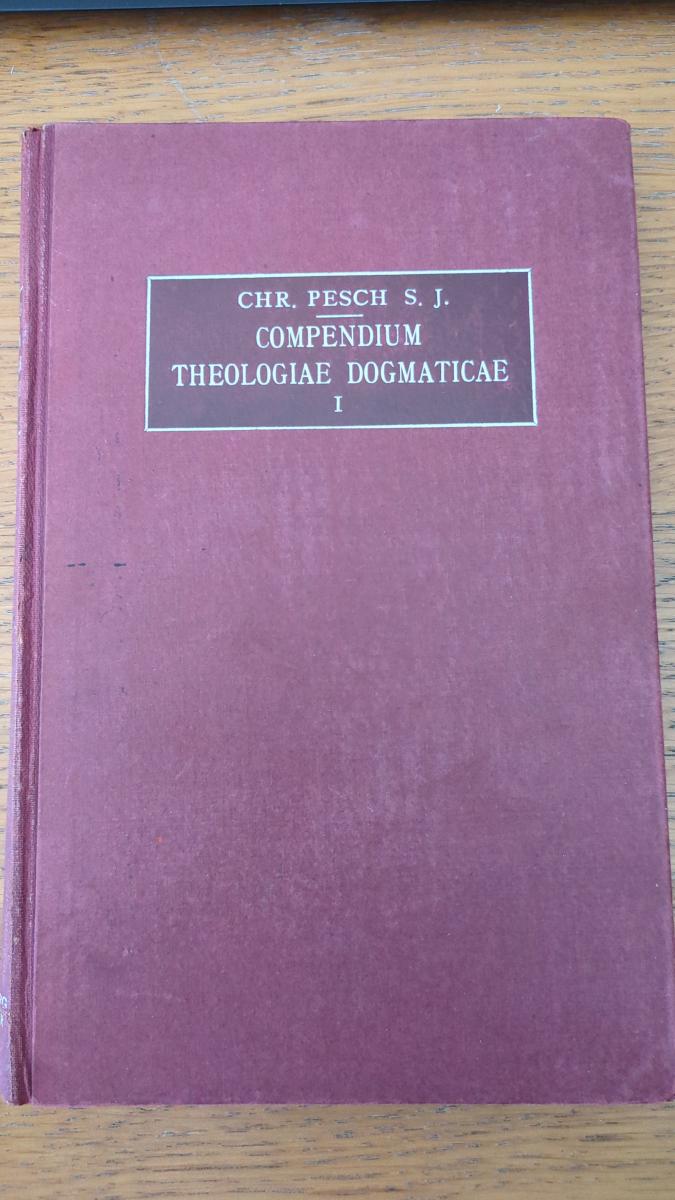 CHR. PESCH S. J.
COMPENDIUM
THEOLOGIAE DOGMATICAE
I